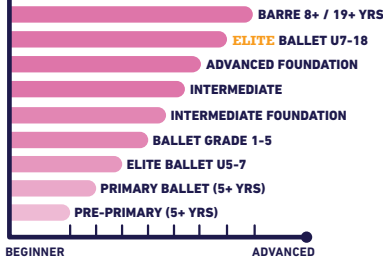 BARRE 8+ / 19+ YRS
ELITE BALLET U7-18
ADVANCED FOUNDATION
INTERMEDIATE
INTERMEDIATE FOUNDATION
BALLET GRADE 1-5
ELITE BALLET U5-7
PRIMARY BALLET (5+ YRS)
PRE-PRIMARY (5+ YRS)
BEGINNER ADVANCED